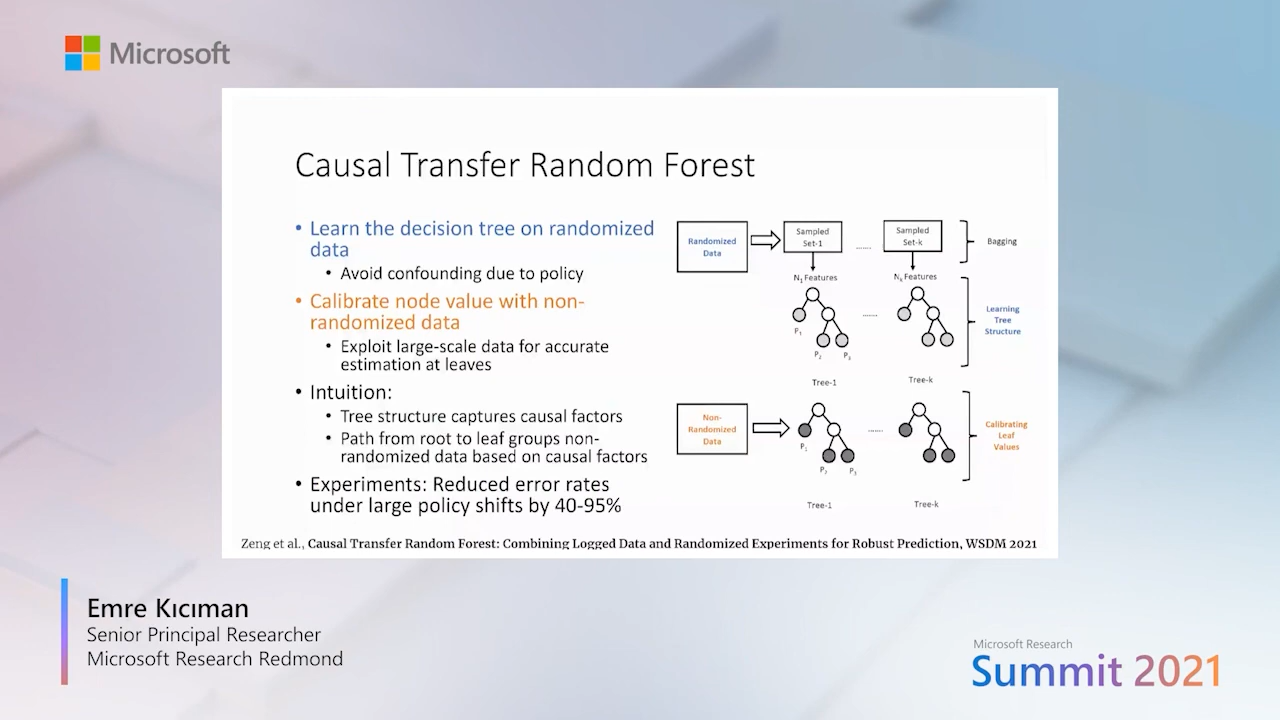 Microsoft
Causal Transfer Random Forest
• Learn the decision tree on randomized
data
• Avoid confounding due to policy
• Calibrate node value with non-
randomized data
• Exploit large-scale data for accurate
estimation at leaves
• Intuition:
• Tree structure captures causal factors
• Path from root to leaf groups non-
randomized data based on causal factors
• Experiments: Reduced error rates
under large policy shifts by 40-95%
Randomized
Data
Sampled
Set-1
........
Sampled
Set-k
Bagging
N1 Features
Nk Features
P1
P2
P3
........
Learning
Tree
Structure
Tree-1
Tree-k
Non-
Randomized
Data
P1
P2
P3
........
Calibrating
Leaf
Values
Tree-1
Tree-k
Zeng et al., Causal Transfer Random Forest: Combining Logged Data and Randomized Experiments for Robust Prediction, WSDM 2021
Emre Kıcıman
Senior Principal Researcher
Microsoft Research Redmond
Microsoft Research
Summit 2021